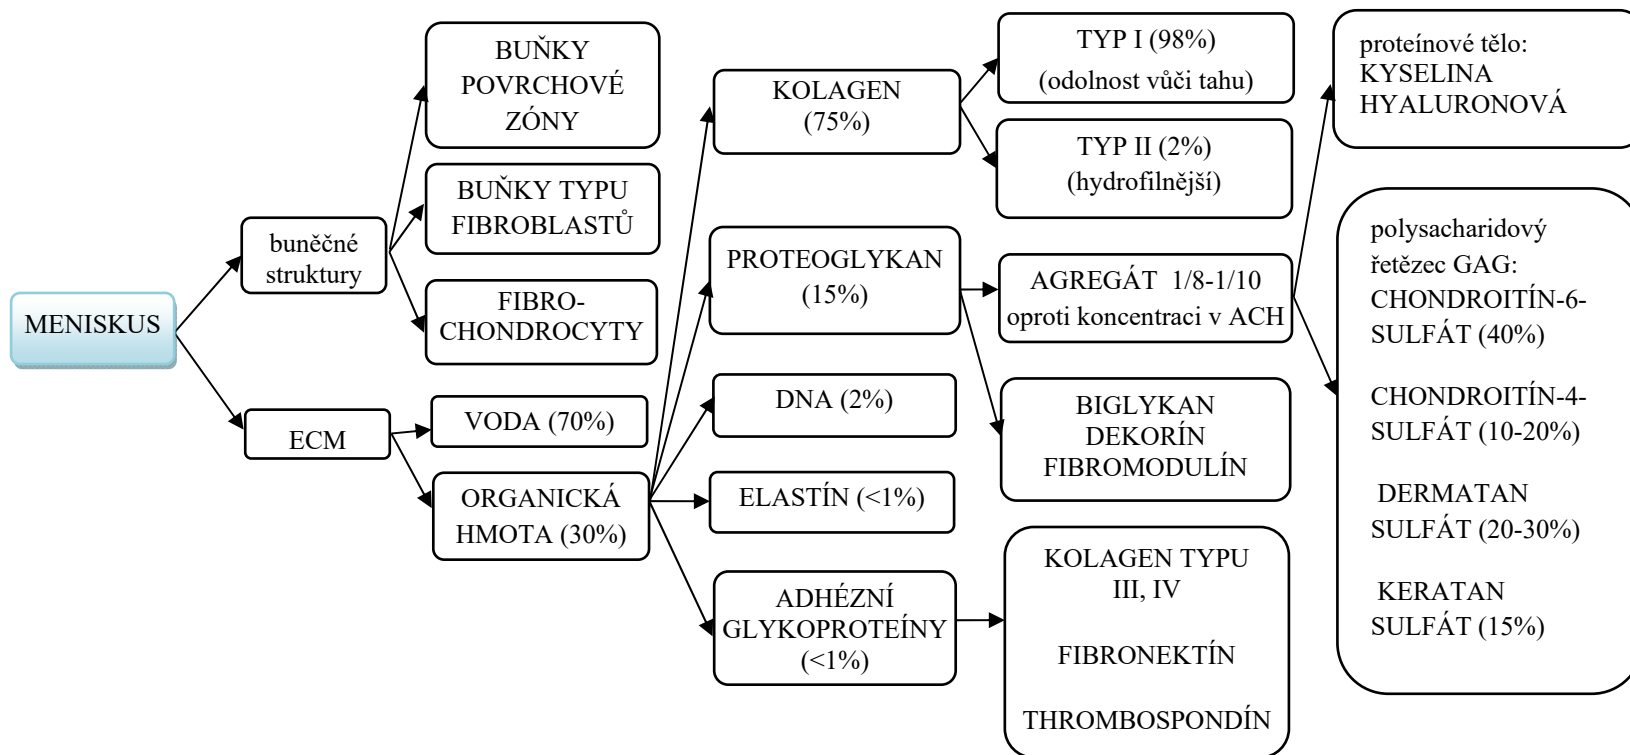 MENISKUS
buněčné
struktury
ECM
BUŇKY
POVRCHOVÉ
ZÓNY
BUŇKY TYPU
FIBROBLASTŮ
FIBRO-
CHONDROCYTY
VODA (70%)
ORGANICKÁ
HMOTA (30%)
KOLAGEN
(75%)
PROTEOGLYKAN
(15%)
DNA (2%)
ELASTÍN (<1%)
ADHÉZNÍ
GLYKOPROTEÍNY
(<1%)
TYP I (98%)
(odolnost vůči tahu)
TYP II (2%)
(hydrofilnější)
AGREGÁT 1/8-1/10
oproti koncentraci v ACH
BIGLYKAN
DEKORÍN
FIBROMODULÍN
KOLAGEN TYPU
III, IV
FIBRONEKTÍN
THROMBOSPONDÍN
proteínové tělo:
KYSELINA
HYALURONOVÁ
polysacharidový
řetězec GAG:
CHONDROITÍN-6-
SULFÁT (40%)
CHONDROITÍN-4-
SULFÁT (10-20%)
DERMATAN
SULFÁT (20-30%)
KERATAN
SULFÁT (15%)